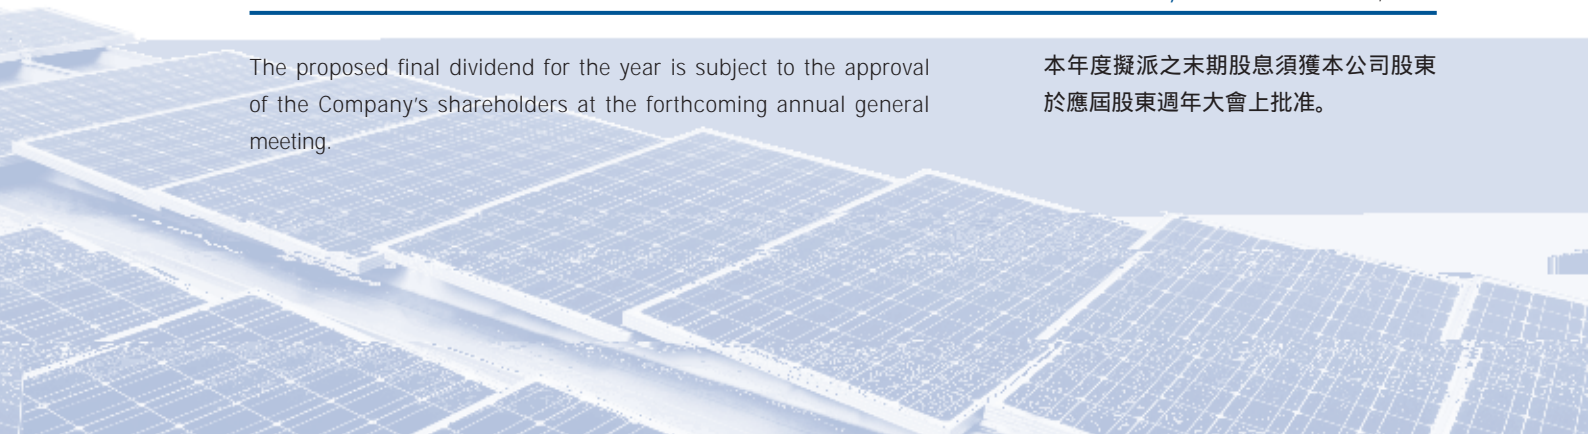 The proposed final dividend for the year is subject to the approval
of the Company's shareholders at the forthcoming annual general
meeting.
本年度擬派之末期股息須獲本公司股東
於應屆股東週年大會上批准。